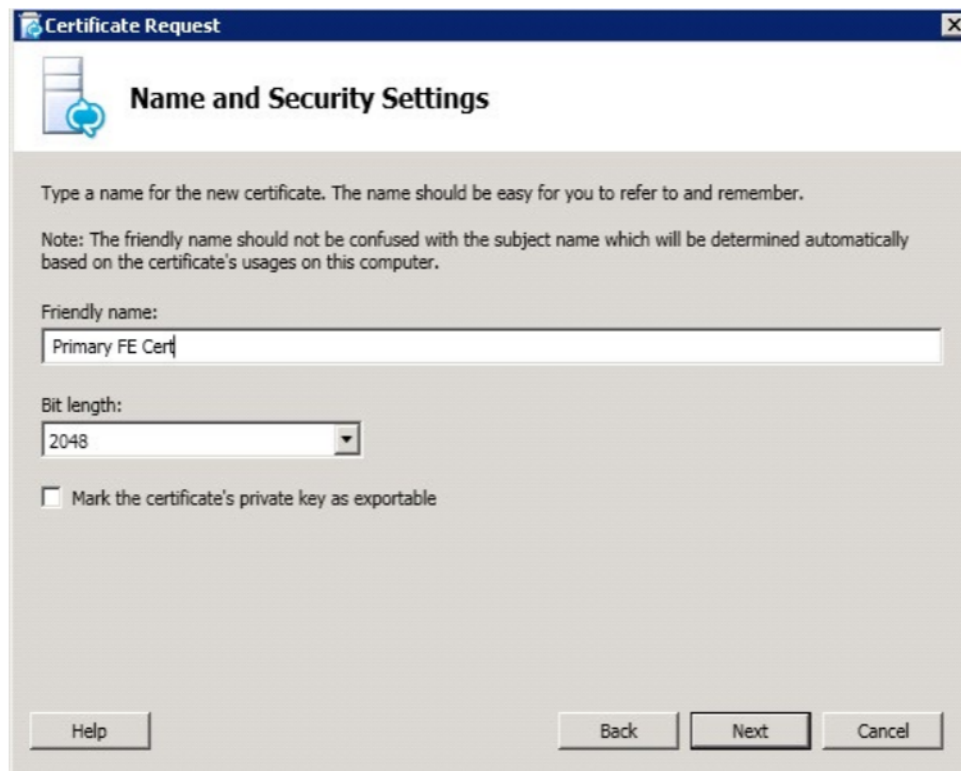 Certificate Request
Name and Security Settings
Type a name for the new certificate. The name should be easy for you to refer to and remember.
Note: The friendly name should not be confused with the subject name which will be determined automatically
based on the certificate's usages on this computer.
Friendly name:
Primary FE Cert
Bit length:
2048
Mark the certificate's private key as exportable
Help Back Next Cancel